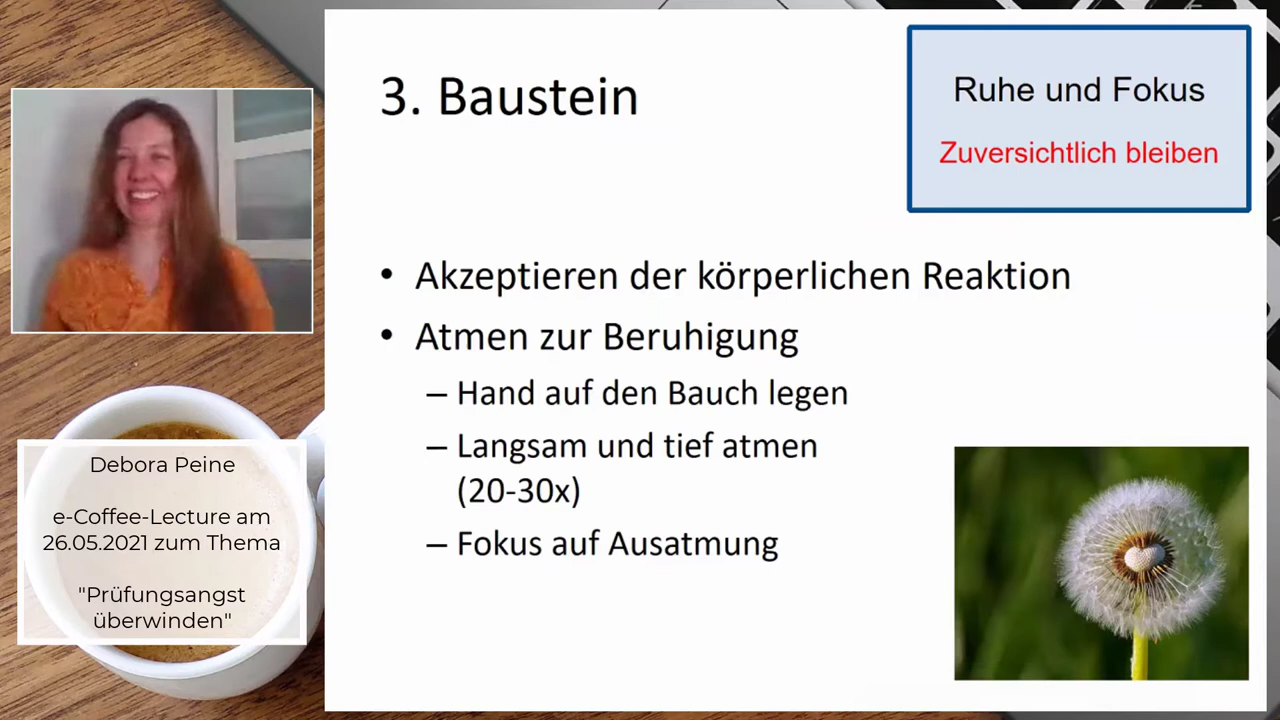 3. Baustein
Ruhe und Fokus
Zuversichtlich bleiben
• Akzeptieren der körperlichen Reaktion
• Atmen zur Beruhigung
– Hand auf den Bauch legen
– Langsam und tief atmen
(20-30x)
– Fokus auf Ausatmung
Debora Peine
e-Coffee-Lecture am
26.05.2021 zum Thema
"Prüfungsangst
überwinden"